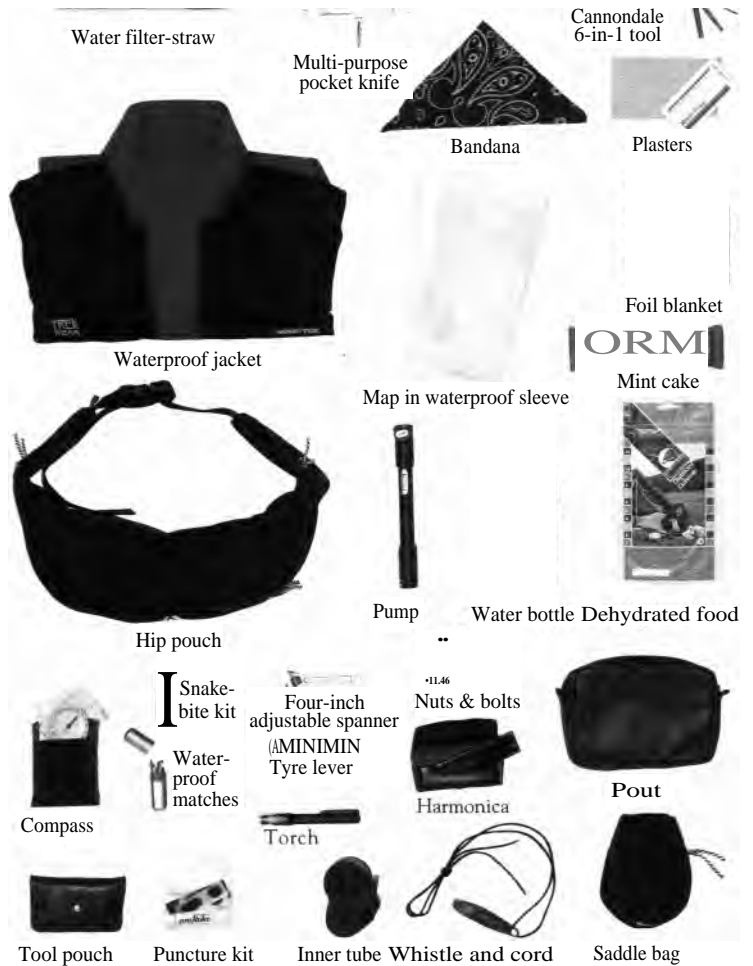 Water filter-straw
Multi-purpose
pocket knife
Bandana
Cannondale
6-in-1 tool
Plasters
Waterproof jacket
Map in waterproof sleeve
Foil blanket
ORM
Mint cake
Hip pouch
Pump
Water bottle
Dehydrated food
Compass
Snake-
bite kit
Water-
proof
matches
Four-inch
adjustable spanner
(AMINIMIN
Tyre lever
Torch
•11.46
Nuts & bolts
Harmonica
Pout
Tool pouch
Puncture kit
Inner tube
Whistle and cord
Saddle bag